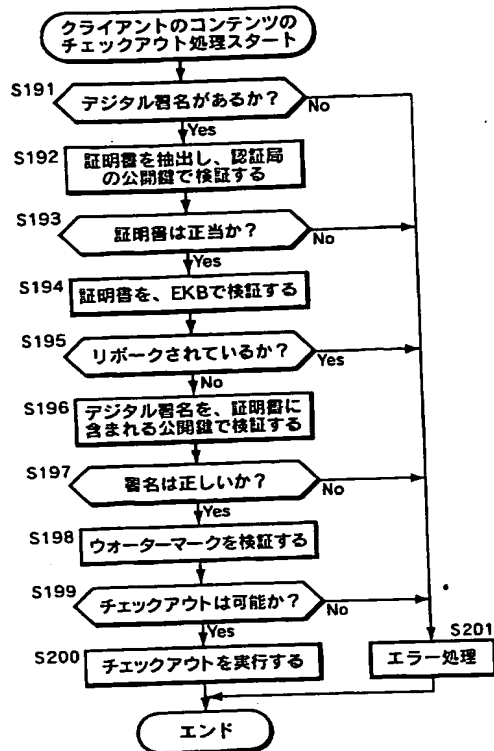 クライアントのコンテンツの
チェックアウト処理スタート
S191
デジタル署名があるか？
No
Yes
S192
証明書を抽出し、認証局
の公開鍵で検証する
S193
証明書は正当か？
No
Yes
S194
証明書を、EKBで検証する
S195
リボークされているか？
Yes
No
S196
デジタル署名を、証明書に
含まれる公開鍵で検証する
S197
署名は正しいか？
No
Yes
S198
ウォーターマークを検証する
S199
チェックアウトは可能か？
No
Yes
S200
チェックアウトを実行する
S201
エラー処理
エンド